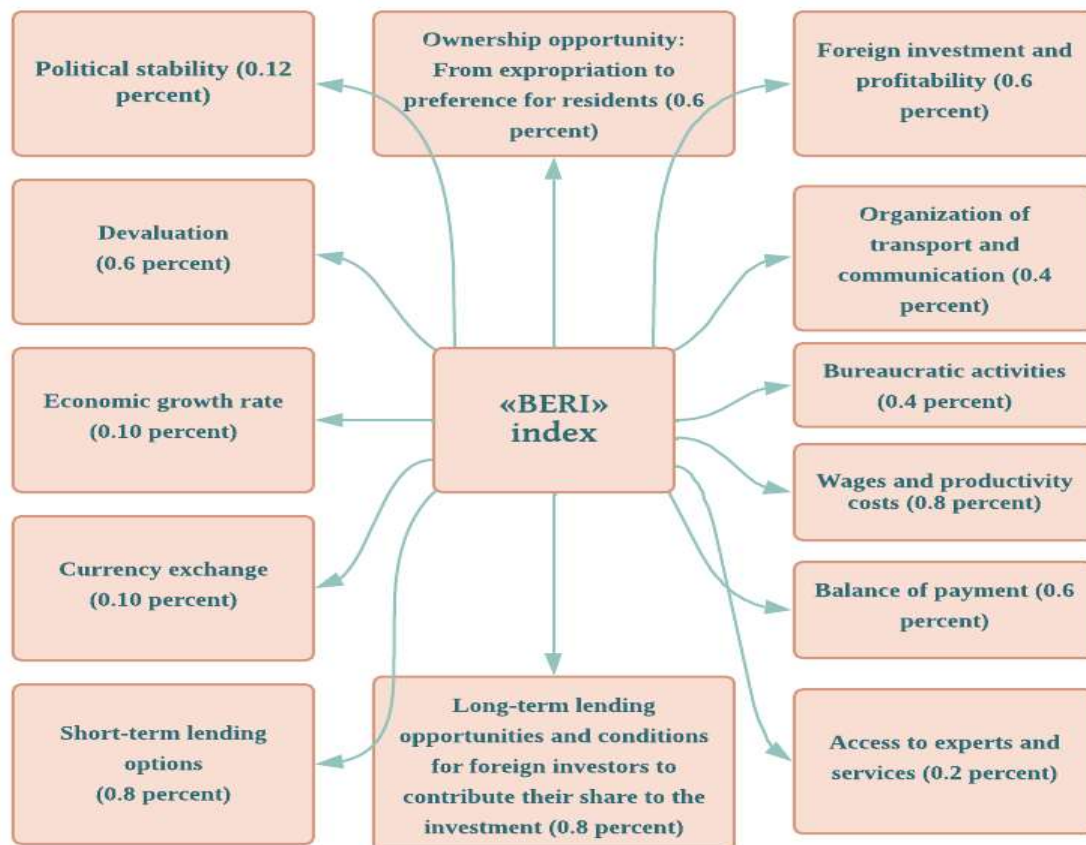 Political stability (0.12
percent)
Ownership opportunity:
From expropriation to
preference for residents (0.6
percent)
Foreign investment and
profitability (0.6
percent)
Devaluation
(0.6 percent)
Organization of
transport and
communication (0.4
percent)
Economic growth rate
(0.10 percent)
«BERI»
index
Bureaucratic activities
(0.4 percent)
Wages and productivity
costs (0.8 percent)
Currency exchange
(0.10 percent)
Balance of payment (0.6
percent)
Short-term lending
options
(0.8 percent)
Long-term lending
opportunities and conditions
for foreign investors to
contribute their share to the
investment (0.8 percent)
Access to experts and
services (0.2 percent)